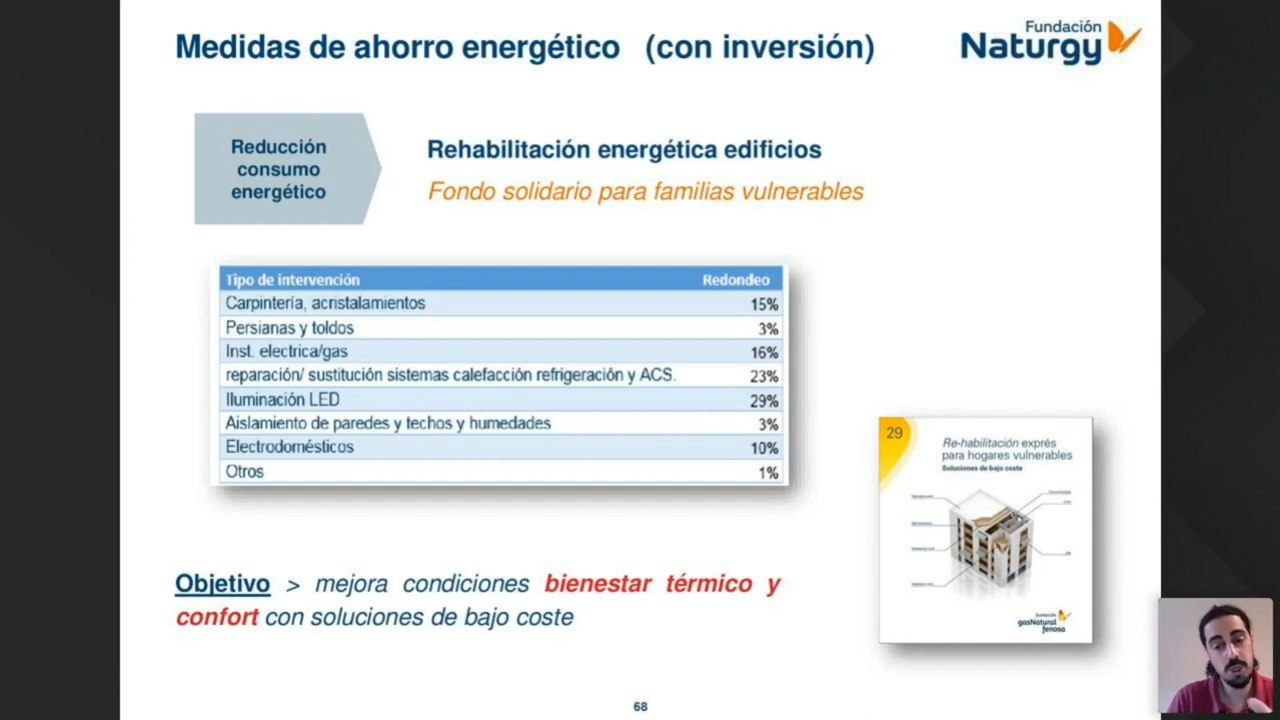 Medidas de ahorro energético (con inversión)
Fundación
Naturgy
Reducción
consumo
energético
Rehabilitación energética edificios
Fondo solidario para familias vulnerables
Tipo de intervención Redondeo
Carpintería, acristalamientos 15%
Persianas y toldos 3%
Inst. electrica/gas 16%
reparación/ sustitución sistemas calefacción refrigeración y ACS. 23%
Iluminación LED 29%
Aislamiento de paredes y techos y humedades 3%
Electrodomésticos 10%
Otros 1%
29
Re-habilitación exprés
para hogares vulnerables
Soluciones de bajo coste
fundación
gasNatural
fenosa
Objetivo > mejora condiciones bienestar térmico y
confort con soluciones de bajo coste
68